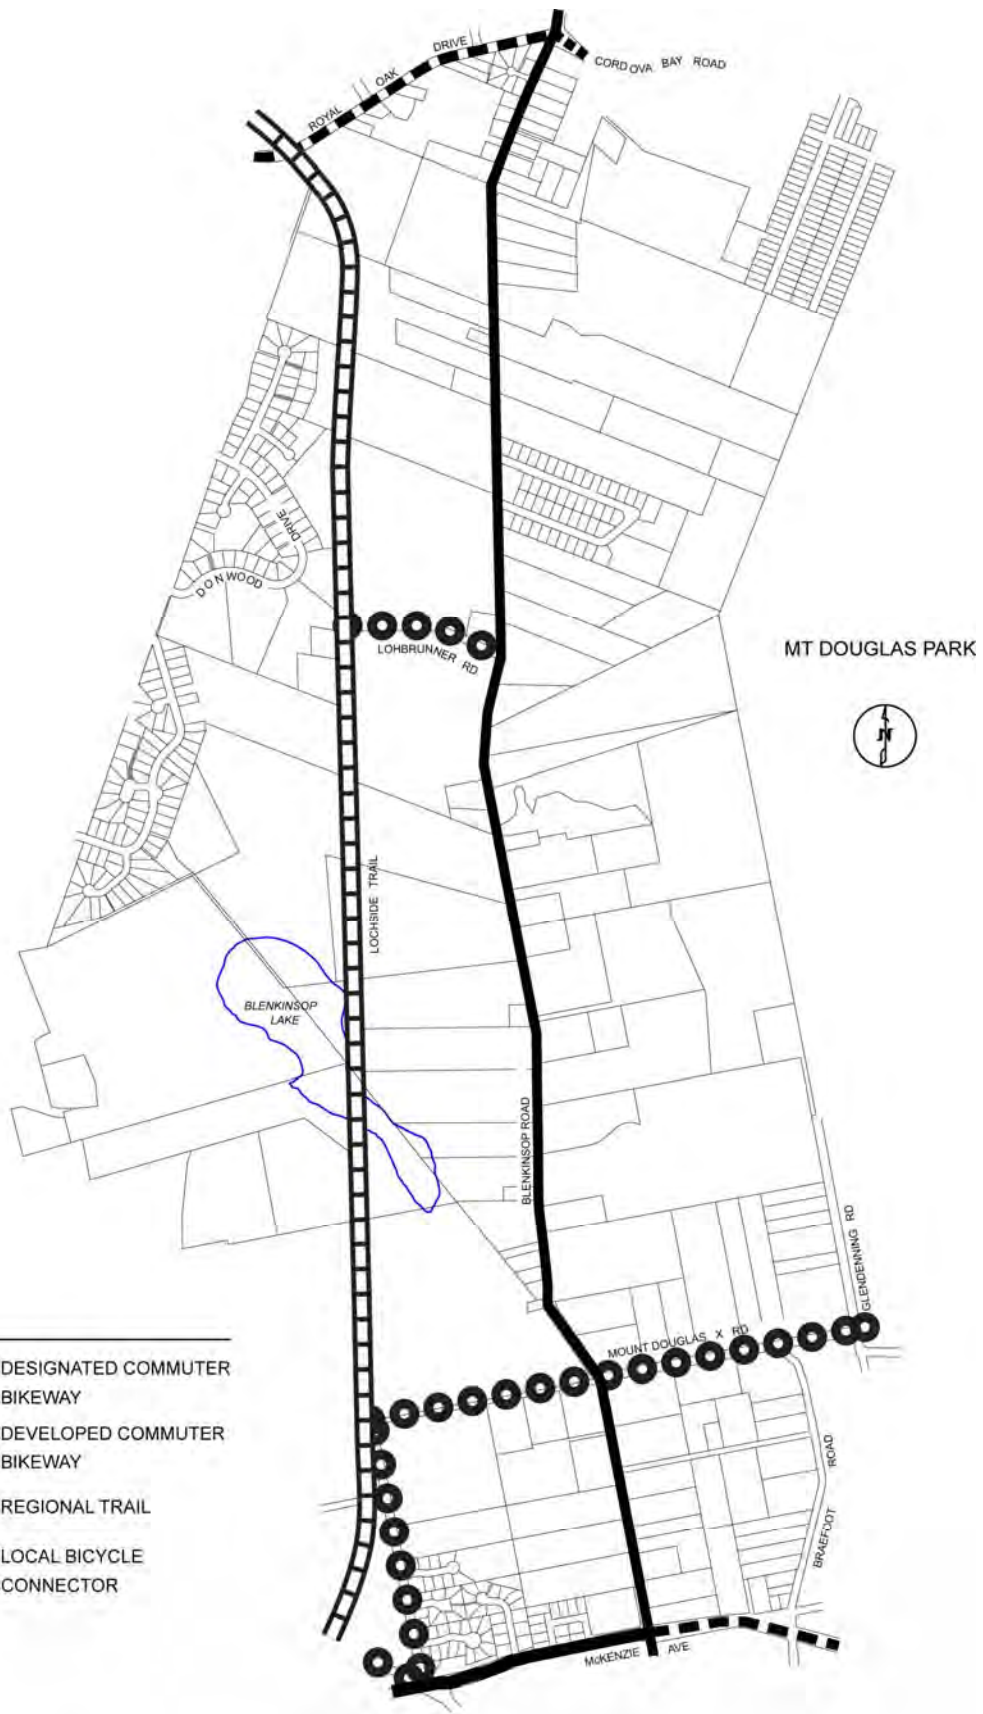 ROYAL OAK DRIVE
CORDOVA BAY ROAD
DONWOOD DRIVE
LOHBRUNNER RD
MT DOUGLAS PARK
N
LOCHSIDE TRAIL
BLENKINSOP
LAKE
BLENKINSOP ROAD
GLENDENNING RD
MOUNT DOUGLAS X RD
DESIGNATED COMMUTER
BIKEWAY
DEVELOPED COMMUTER
BIKEWAY
REGIONAL TRAIL
LOCAL BICYCLE
CONNECTOR
BRAEFOOT ROAD
McKENZIE AVE